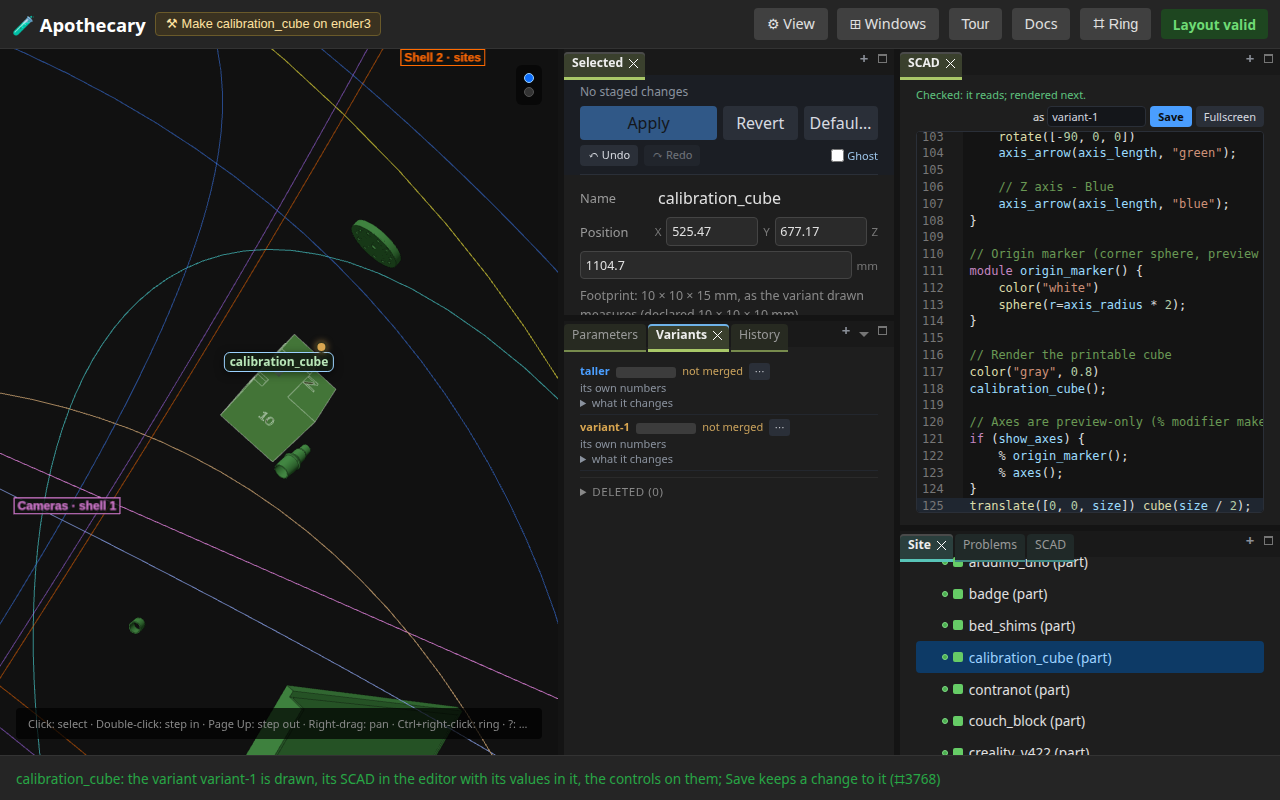 🧪 Apothecary
⚒ Make calibration_cube on ender3
⚙ View
⊞ Windows
Tour
Docs
⌗ Ring
Layout valid
Shell 2 · sites
calibration_cube
10
Cameras · shell 1
Click: select · Double-click: step in · Page Up: step out · Right-drag: pan · Ctrl+right-click: ring · ?: ...
Selected
No staged changes
Apply
Revert
Defaul...
↶ Undo
↷ Redo
Ghost
Name calibration_cube
Position X 525.47 Y 677.17 Z
1104.7 mm
Footprint: 10 × 10 × 15 mm, as the variant drawn
measures (declared 10 × 10 × 10 mm)
Parameters
Variants
History
taller not merged ...
its own numbers
▶ what it changes
variant-1 not merged ...
its own numbers
▶ what it changes
▶ DELETED (0)
SCAD
Checked: it reads; rendered next.
as variant-1 Save Fullscreen
103 rotate([-90, 0, 0])
104 axis_arrow(axis_length, "green");
105
106 // Z axis - Blue
107 axis_arrow(axis_length, "blue");
108 }
109
110 // Origin marker (corner sphere, preview
111 module origin_marker() {
112 color("white")
113 sphere(r=axis_radius * 2);
114 }
115
116 // Render the printable cube
117 color("gray", 0.8)
118 calibration_cube();
119
120 // Axes are preview-only (% modifier make
121 if (show_axes) {
122 % origin_marker();
123 % axes();
124 }
125 translate([0, 0, size]) cube(size / 2);
Site
Problems
SCAD
arduino_uno (part)
badge (part)
bed_shims (part)
calibration_cube (part)
contranot (part)
couch_block (part)
creality_v422 (part)
calibration_cube: the variant variant-1 is drawn, its SCAD in the editor with its values in it, the controls on them; Save keeps a change to it (⌗3768)